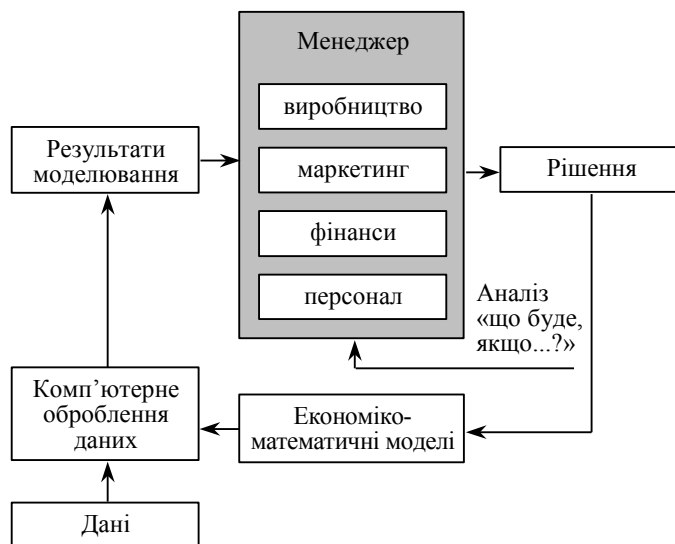 Менеджер
виробництво
маркетинг
фінанси
персонал
Результати
моделювання
Рішення
Аналіз
«що буде,
якщо...?»
Комп’ютерне
оброблення
даних
Економіко-
математичні моделі
Дані